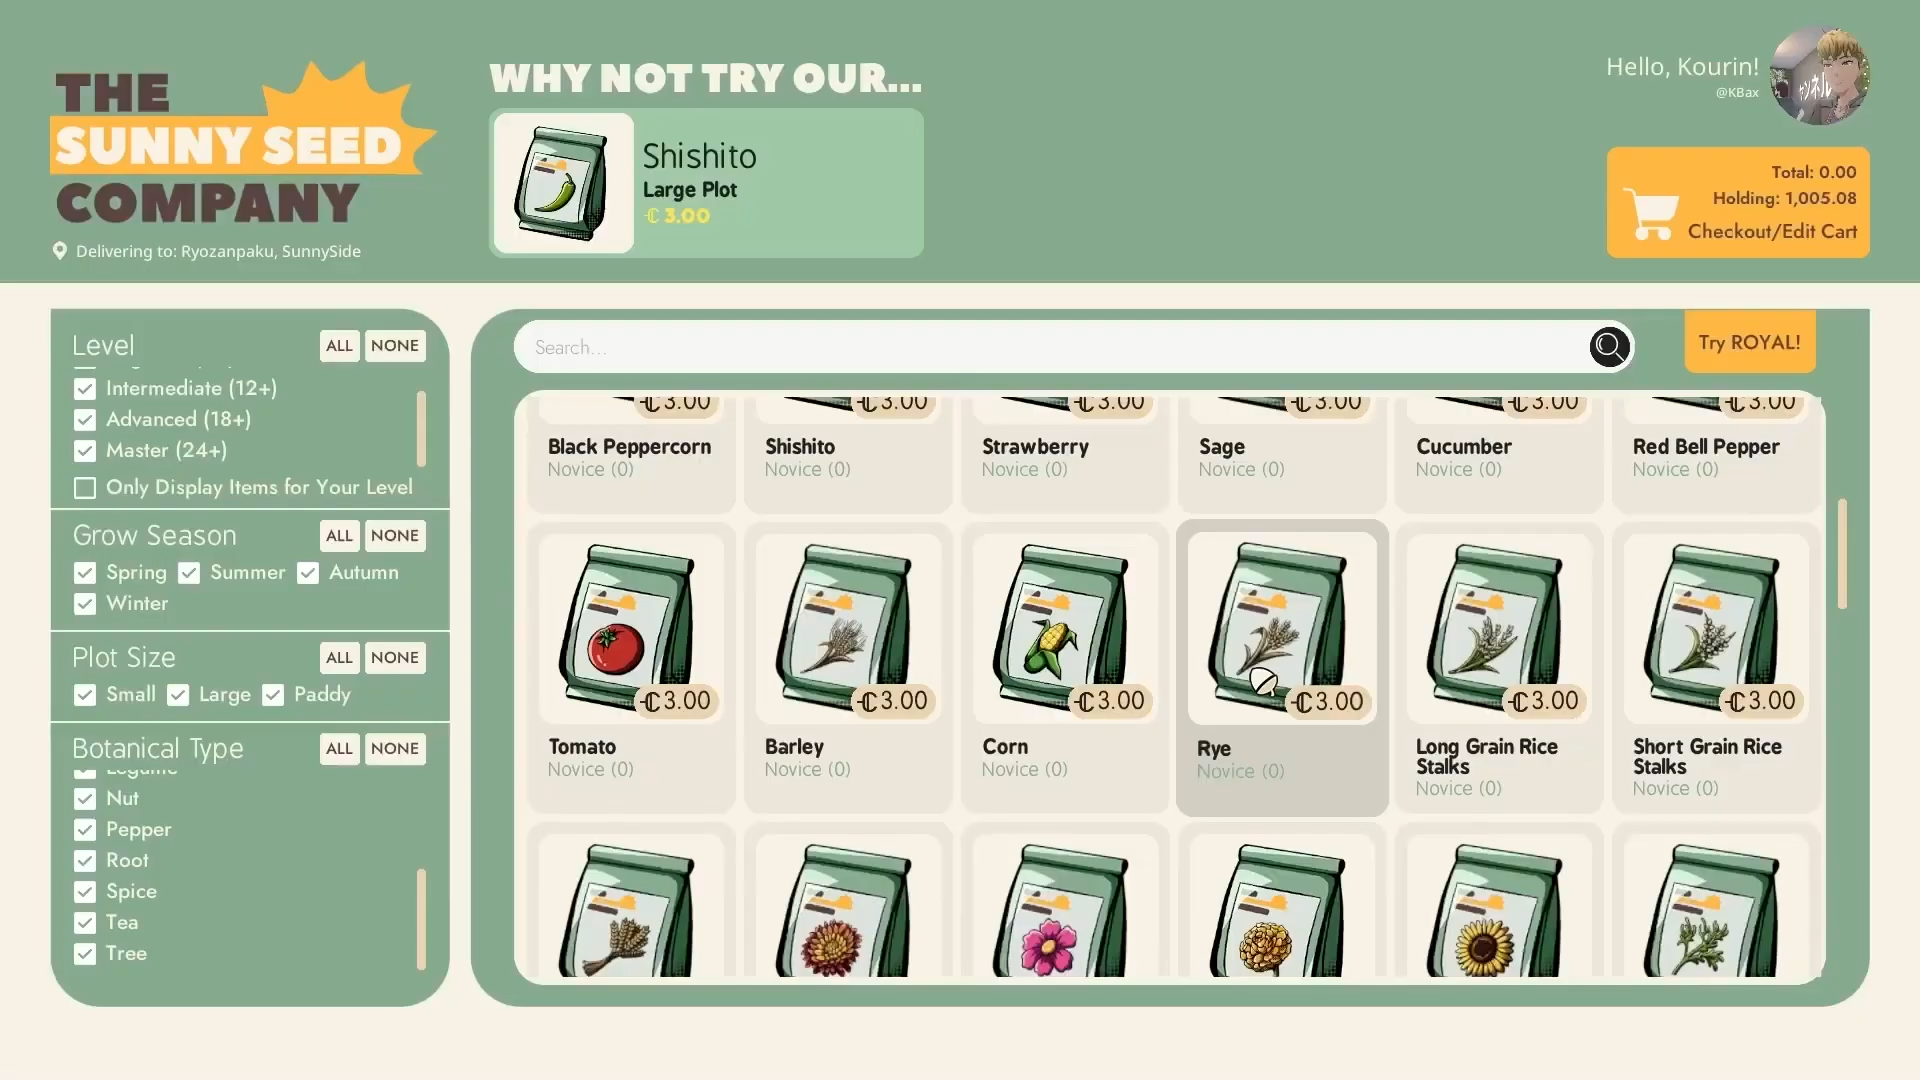 THE
SUNNY SEED
COMPANY
Delivering to: Ryozanpaku, SunnySide
WHY NOT TRY OUR...
Shishito
Large Plot
₠ 3.00
Hello, Kourin!
@KBax
Total: 0.00
Holding: 1,005.08
Checkout/Edit Cart
Level ALL NONE
Intermediate (12+)
Advanced (18+)
Master (24+)
Only Display Items for Your Level
Grow Season ALL NONE
Spring Summer Autumn
Winter
Plot Size ALL NONE
Small Large Paddy
Botanical Type ALL NONE
Legume
Nut
Pepper
Root
Spice
Tea
Tree
Search...
Try ROYAL!
₠3.00 ₠3.00 ₠3.00 ₠3.00 ₠3.00 ₠3.00
Black Peppercorn Shishito Strawberry Sage Cucumber Red Bell Pepper
Novice (0) Novice (0) Novice (0) Novice (0) Novice (0) Novice (0)
₠3.00 ₠3.00 ₠3.00 ₠3.00 ₠3.00 ₠3.00
Tomato Barley Corn Rye Long Grain Rice Stalks Short Grain Rice Stalks
Novice (0) Novice (0) Novice (0) Novice (0) Novice (0) Novice (0)